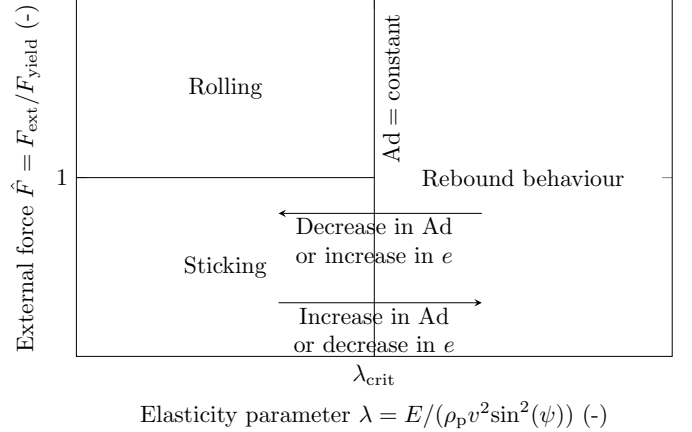 External force F̂ = F_ext/F_yield (-)
Rolling
Ad = constant
1
Rebound behaviour
Decrease in Ad
or increase in e
Sticking
Increase in Ad
or decrease in e
λ_crit
Elasticity parameter λ = E/(ρ_p v² sin²(ψ)) (-)